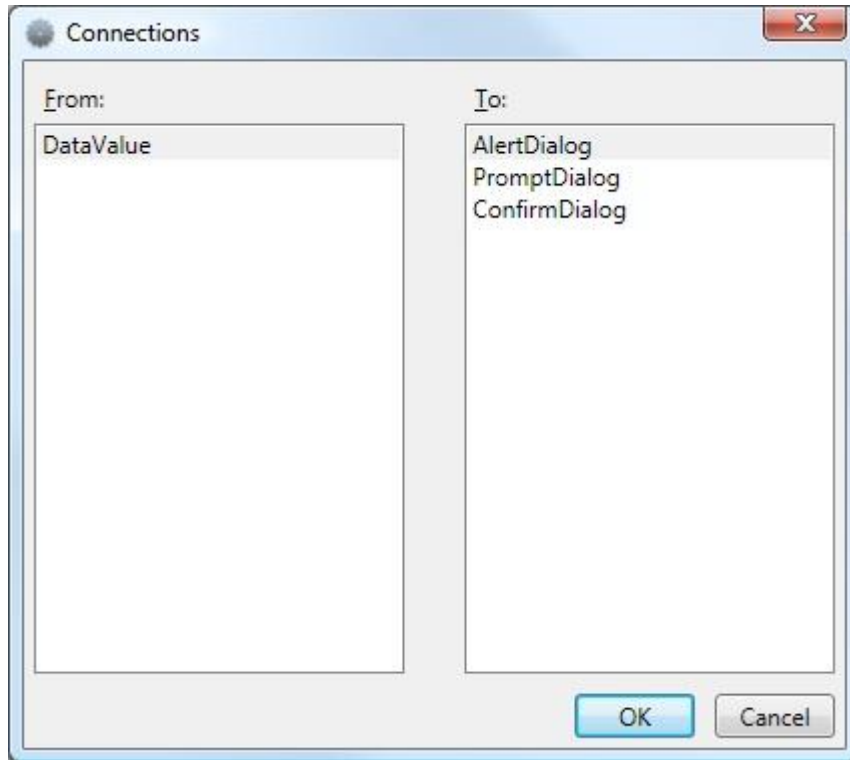 Connections
From:
To:
DataValue
AlertDialog
PromptDialog
ConfirmDialog
OK
Cancel